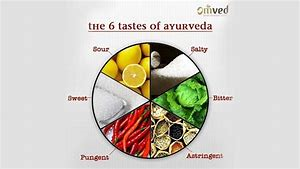 omved
the 6 tastes of ayurveda
Sour
Salty
Sweet
Bitter
Pungent
Astringent